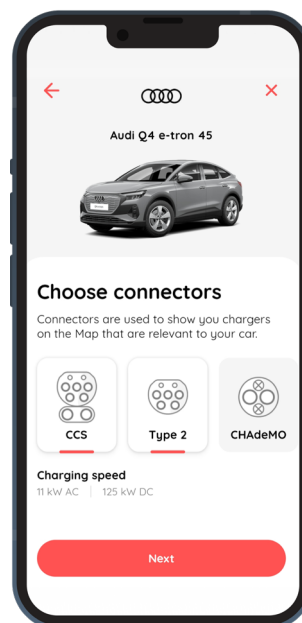 Audi Q4 e-tron 45
Choose connectors
Connectors are used to show you chargers
on the Map that are relevant to your car.
CCS
Type 2
CHAdeMO
Charging speed
11 kW AC | 125 kW DC
Next